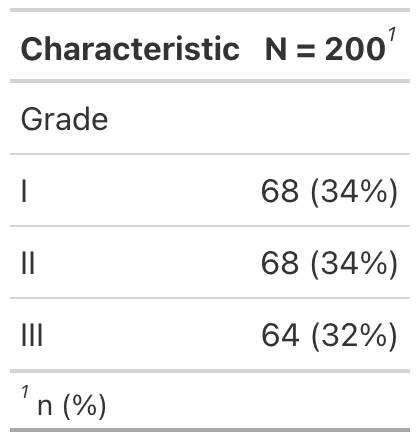 Characteristic N = 200¹
Grade
I 68 (34%)
II 68 (34%)
III 64 (32%)
¹ n (%)